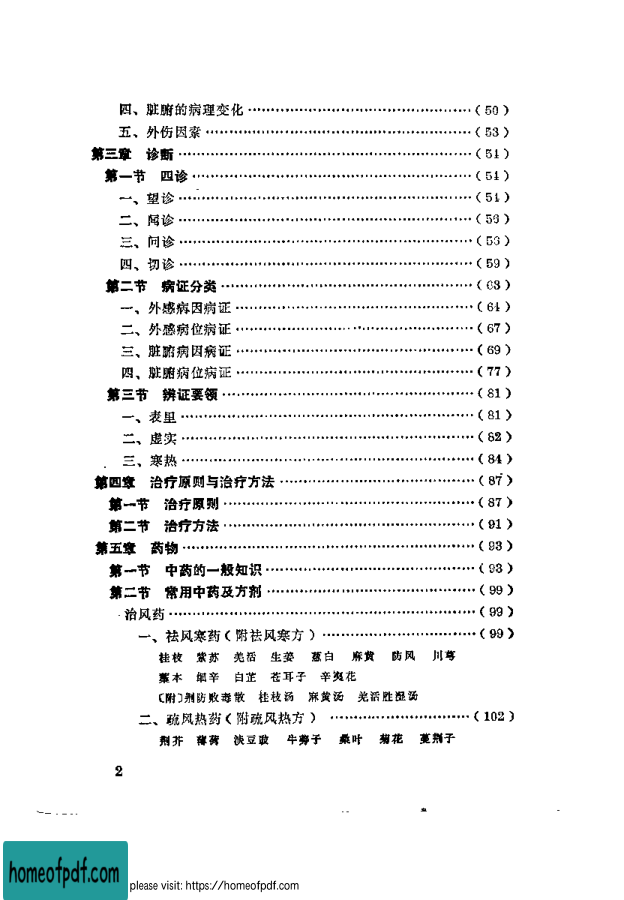 四、脏腑的病理变化……………………………………(50)
五、外伤因素……………………………………………(53)
第三章 诊断………………………………………………(54)
第一节 四诊……………………………………………(54)
一、望诊…………………………………………………(54)
二、闻诊…………………………………………………(56)
三、问诊…………………………………………………(56)
四、切诊…………………………………………………(59)
第二节 病证分类………………………………………(63)
一、外感病因病证………………………………………(64)
二、外感病位病证………………………………………(67)
三、脏腑病因病证………………………………………(69)
四、脏腑病位病证………………………………………(77)
第三节 辨证要领………………………………………(81)
一、表里…………………………………………………(81)
二、虚实…………………………………………………(82)
三、寒热…………………………………………………(84)
第四章 治疗原则与治疗方法……………………………(87)
第一节 治疗原则………………………………………(87)
第二节 治疗方法………………………………………(91)
第五章 药物………………………………………………(93)
第一节 中药的一般知识………………………………(93)
第二节 常用中药及方剂………………………………(99)
治风药……………………………………………………(99)
一、祛风寒药(附祛风寒方)…………………………(99)
桂枝 紫苏 羌活 生姜 葱白 麻黄 防风 川芎
藁本 细辛 白芷 苍耳子 辛夷花
〔附〕荆防败毒散 桂枝汤 麻黄汤 羌活胜湿汤
二、疏风热药(附疏风热方) ………………………(102)
荆芥 薄荷 淡豆豉 牛蒡子 桑叶 菊花 蔓荆子
2
homeofpdf.com
please visit: https://homeofpdf.com